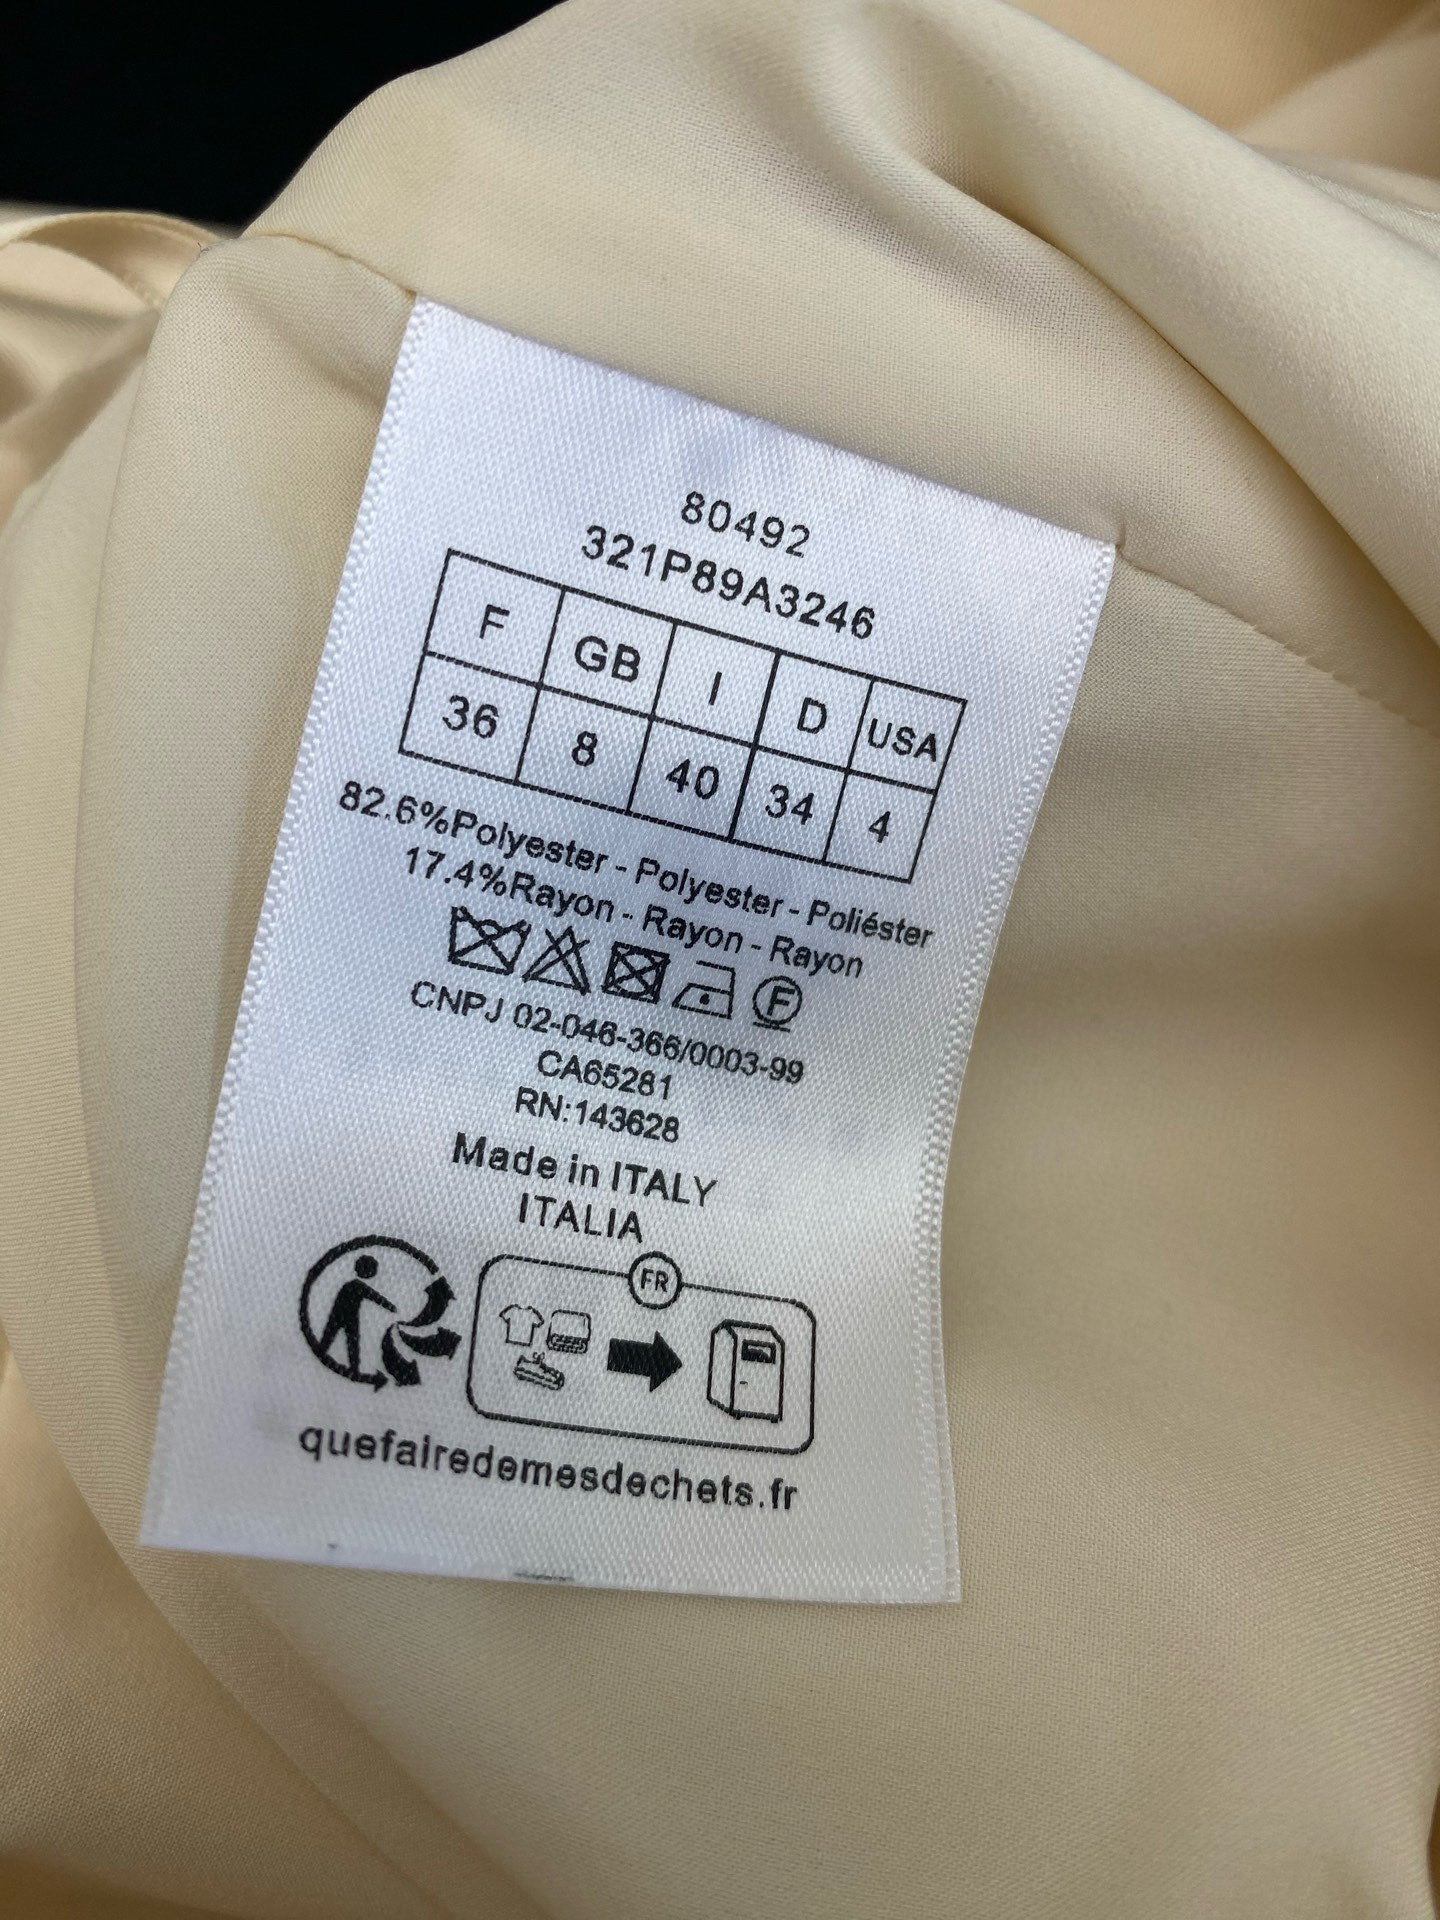 80492
321P89A3246
F GB I D USA
36 8 40 34 4
82.6%Polyester - Polyester - Poliéster
17.4%Rayon - Rayon - Rayon
F
CNPJ 02-046-366/0003-99
CA65281
RN:143628
Made in ITALY
ITALIA
FR
quefairedemesdechets.fr